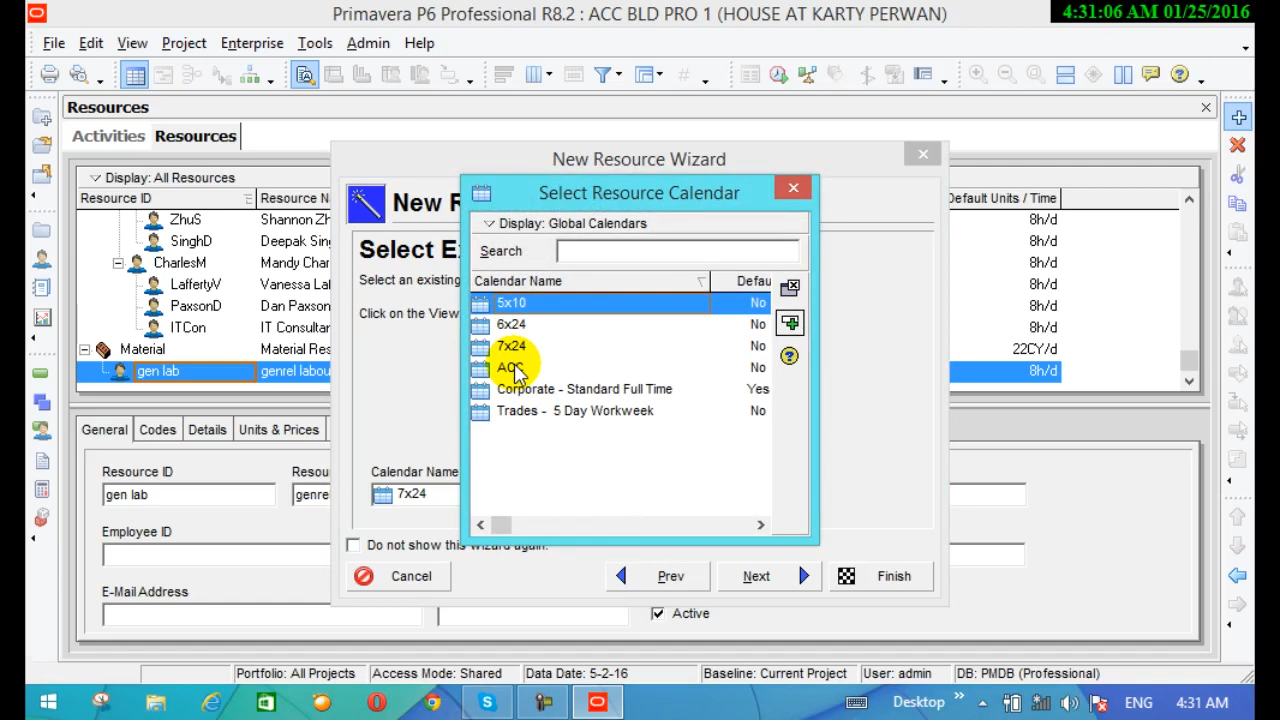 Primavera P6 Professional R8.2 : ACC BLD PRO 1 (HOUSE AT KARTY PERWAN)
4:31:06 AM 01/25/2016
File Edit View Project Enterprise Tools Admin Help
Resources
Activities Resources
Display: All Resources
Resource ID Resource N Default Units / Time
ZhuS Shannon Zh 8h/d
SinghD Deepak Sin 8h/d
CharlesM Mandy Char 8h/d
LaffertyV Vanessa La 8h/d
PaxsonD Dan Paxson 8h/d
ITCon IT Consultar 8h/d
Material Material Res 22CY/d
gen lab genrel labou 8h/d
General Codes Details Units & Prices
Resource ID Resou
gen lab genre
Employee ID
E-Mail Address
Active
New Resource Wizard
New R
Select E
Select an existing
Click on the View
Calendar Name
7x24
Do not show this wizard again.
Cancel Prev Next Finish
Select Resource Calendar
Display: Global Calendars
Search
Calendar Name Defau
5x10 No
6x24 No
7x24 No
ACC No
Corporate - Standard Full Time Yes
Trades - 5 Day Workweek No
Portfolio: All Projects Access Mode: Shared Data Date: 5-2-16 Baseline: Current Project User: admin DB: PMDB (Professional)
Desktop ENG 4:31 AM